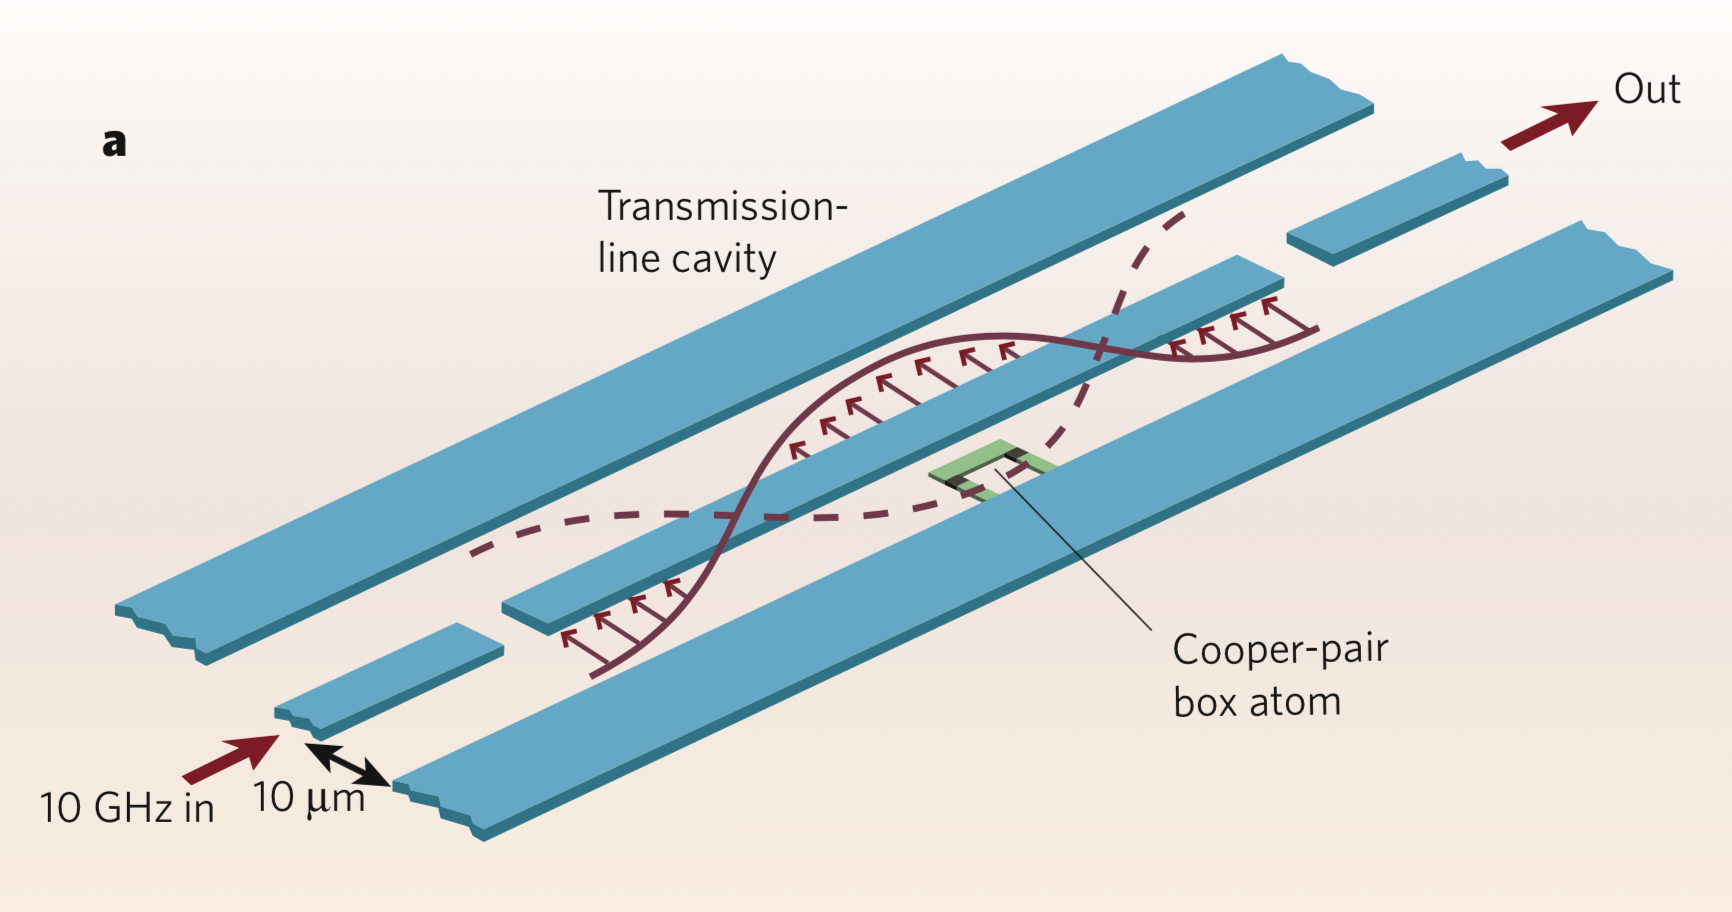 a
Out
Transmission-
line cavity
Cooper-pair
box atom
10 GHz in
10 μm